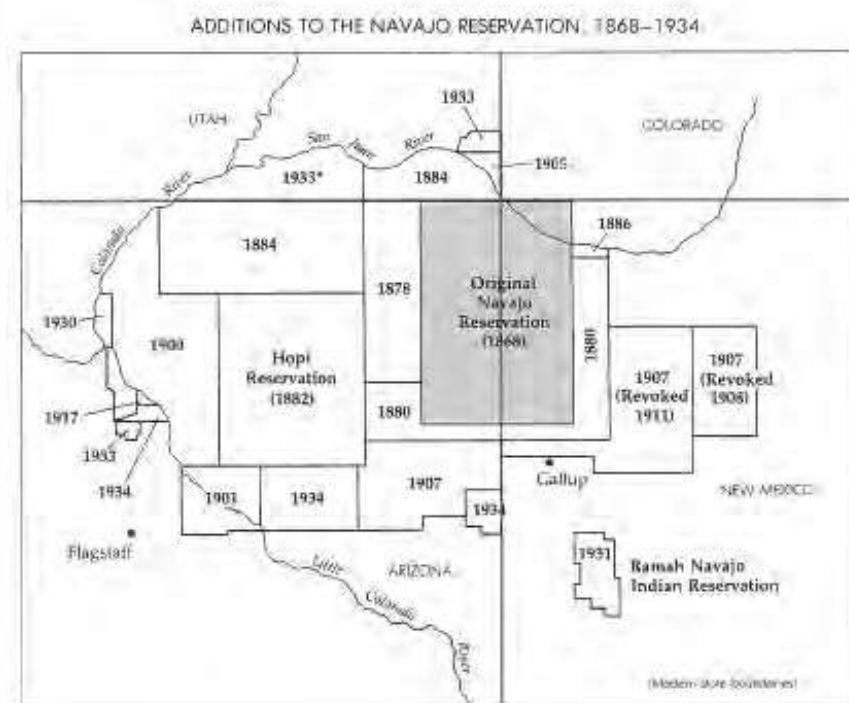 ADDITIONS TO THE NAVAJO RESERVATION, 1868–1934
UTAH
COLORADO
1933
San Juan River
1905
1933*
1884
Colorado River
1886
1884
1878
Original
Navajo
Reservation
(1868)
1880
1930
1900
Hopi
Reservation
(1882)
1907
(Revoked
1911)
1907
(Revoked
1908)
1880
1917
1933
1934
1901
1934
1907
1934
Gallup
NEW MEXICO
Flagstaff
ARIZONA
Little Colorado River
1931
Ramah Navajo
Indian Reservation
(Modern state boundaries)